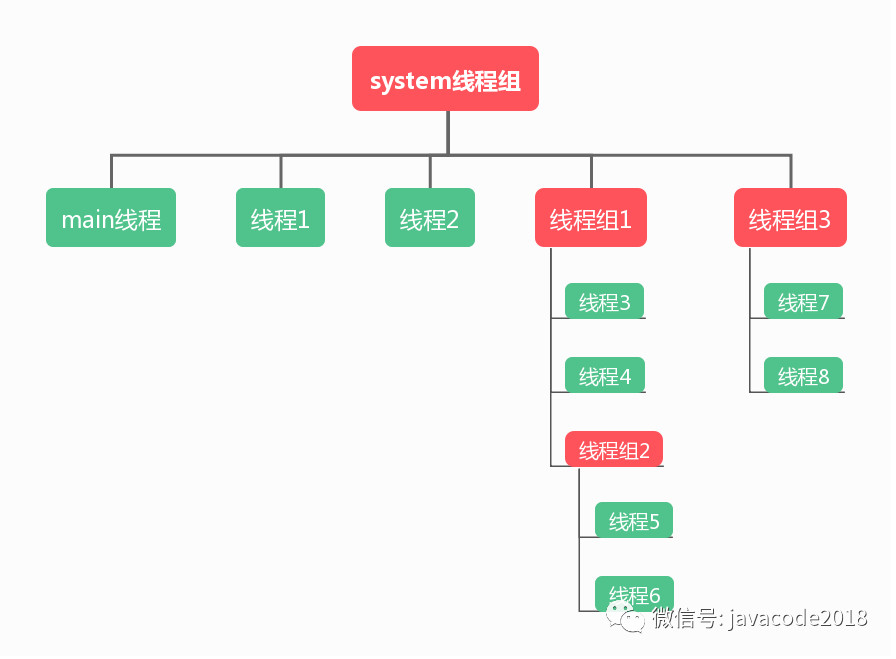 system线程组
main线程
线程1
线程2
线程组1
线程组3
线程3
线程7
线程4
线程8
线程组2
线程5
线程6
微信号: javacode2018